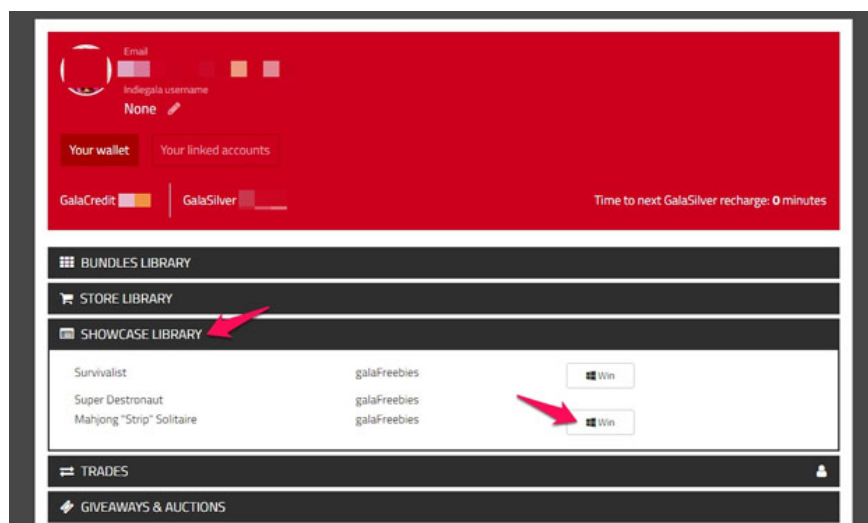 Email
Indiegala username
None
Your wallet Your linked accounts
GalaCredit GalaSilver Time to next GalaSilver recharge: 0 minutes
BUNDLES LIBRARY
STORE LIBRARY
SHOWCASE LIBRARY
Survivalist galaFreebies Win
Super Destronaut galaFreebies
Mahjong "Strip" Solitaire galaFreebies Win
TRADES
GIVEAWAYS & AUCTIONS